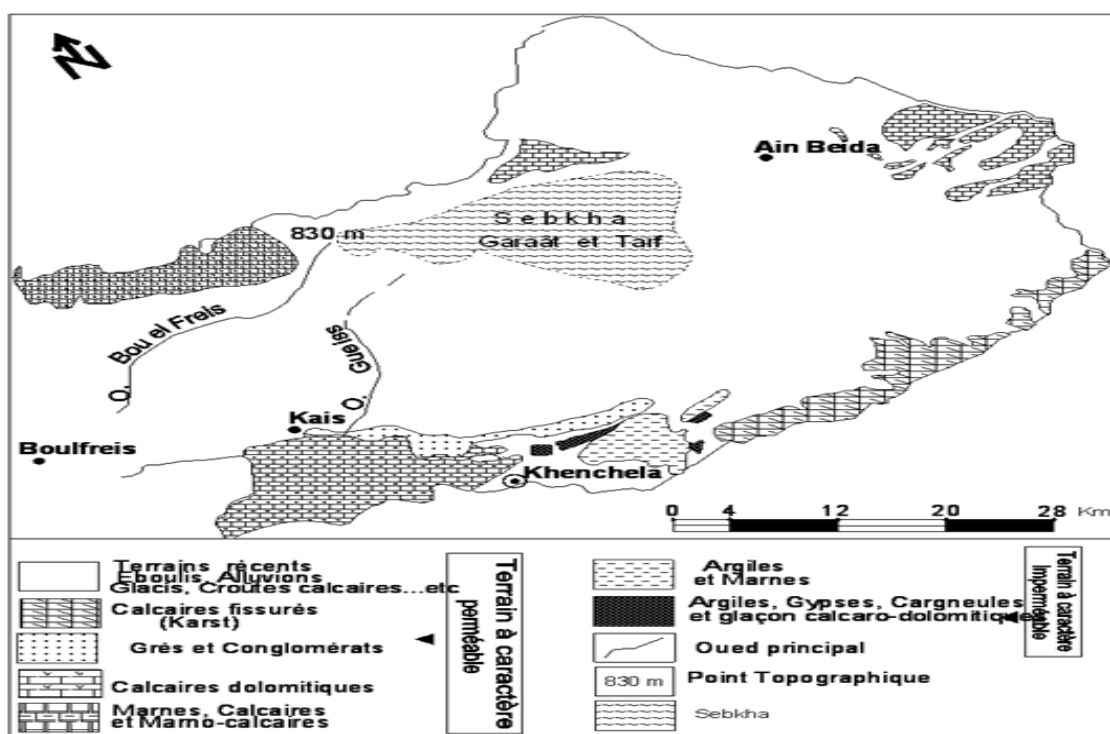 N
Ain Beida
Sebkha
Garaât et Taif
830 m
Bou el Freis
O.
Gueiss
O.
Kais
Boulfreis
Khenchela
0 4 12 20 28 Km
Terrains récents
Eboulis, Alluvions
Glacis, Croûtes calcaires...etc
Calcaires fissurés
(Karst)
Grés et Conglomérats
Calcaires dolomitiques
Marnes, Calcaires
et Marno-calcaires
Terrain à caractère
perméable
Argiles
et Marnes
Argiles, Gypses, Cargneules
et glaçon calcaro-dolomitique
Oued principal
830 m
Point Topographique
Sebkha
Terrain à caractère
Imperméable